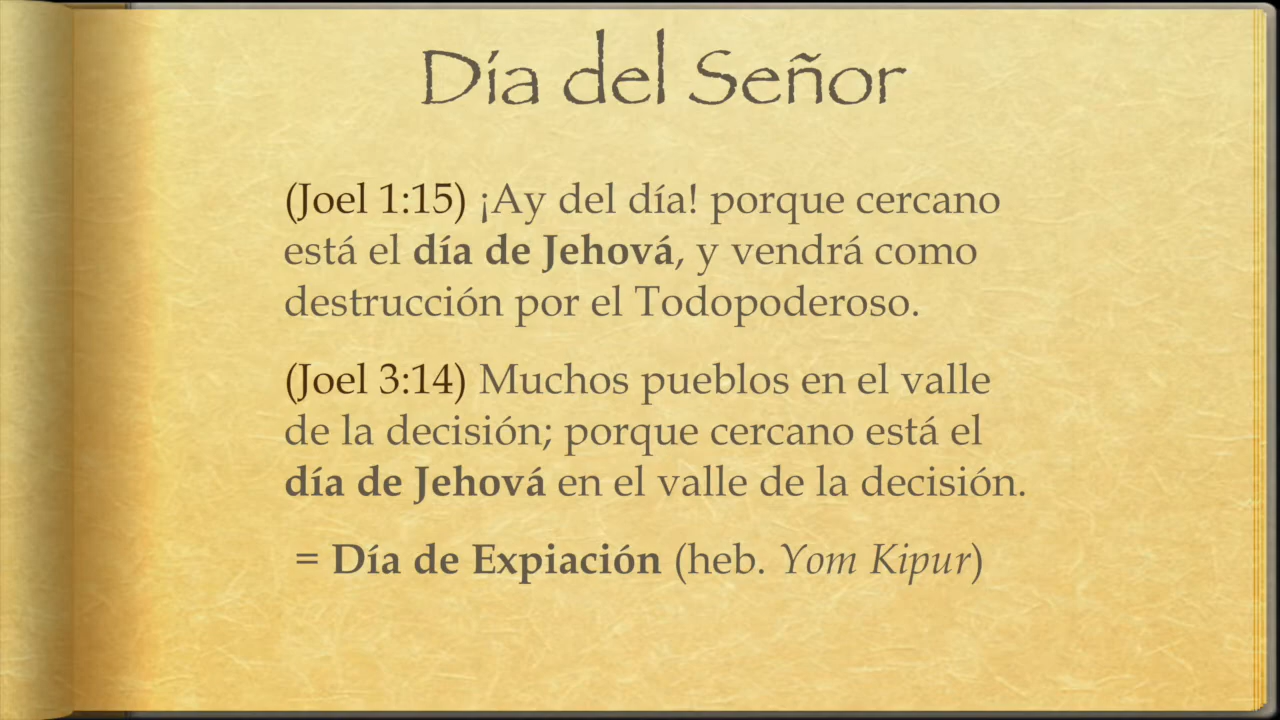 Día del Señor
(Joel 1:15) ¡Ay del día! porque cercano
está el día de Jehová, y vendrá como
destrucción por el Todopoderoso.
(Joel 3:14) Muchos pueblos en el valle
de la decisión; porque cercano está el
día de Jehová en el valle de la decisión.
= Día de Expiación (heb. Yom Kipur)